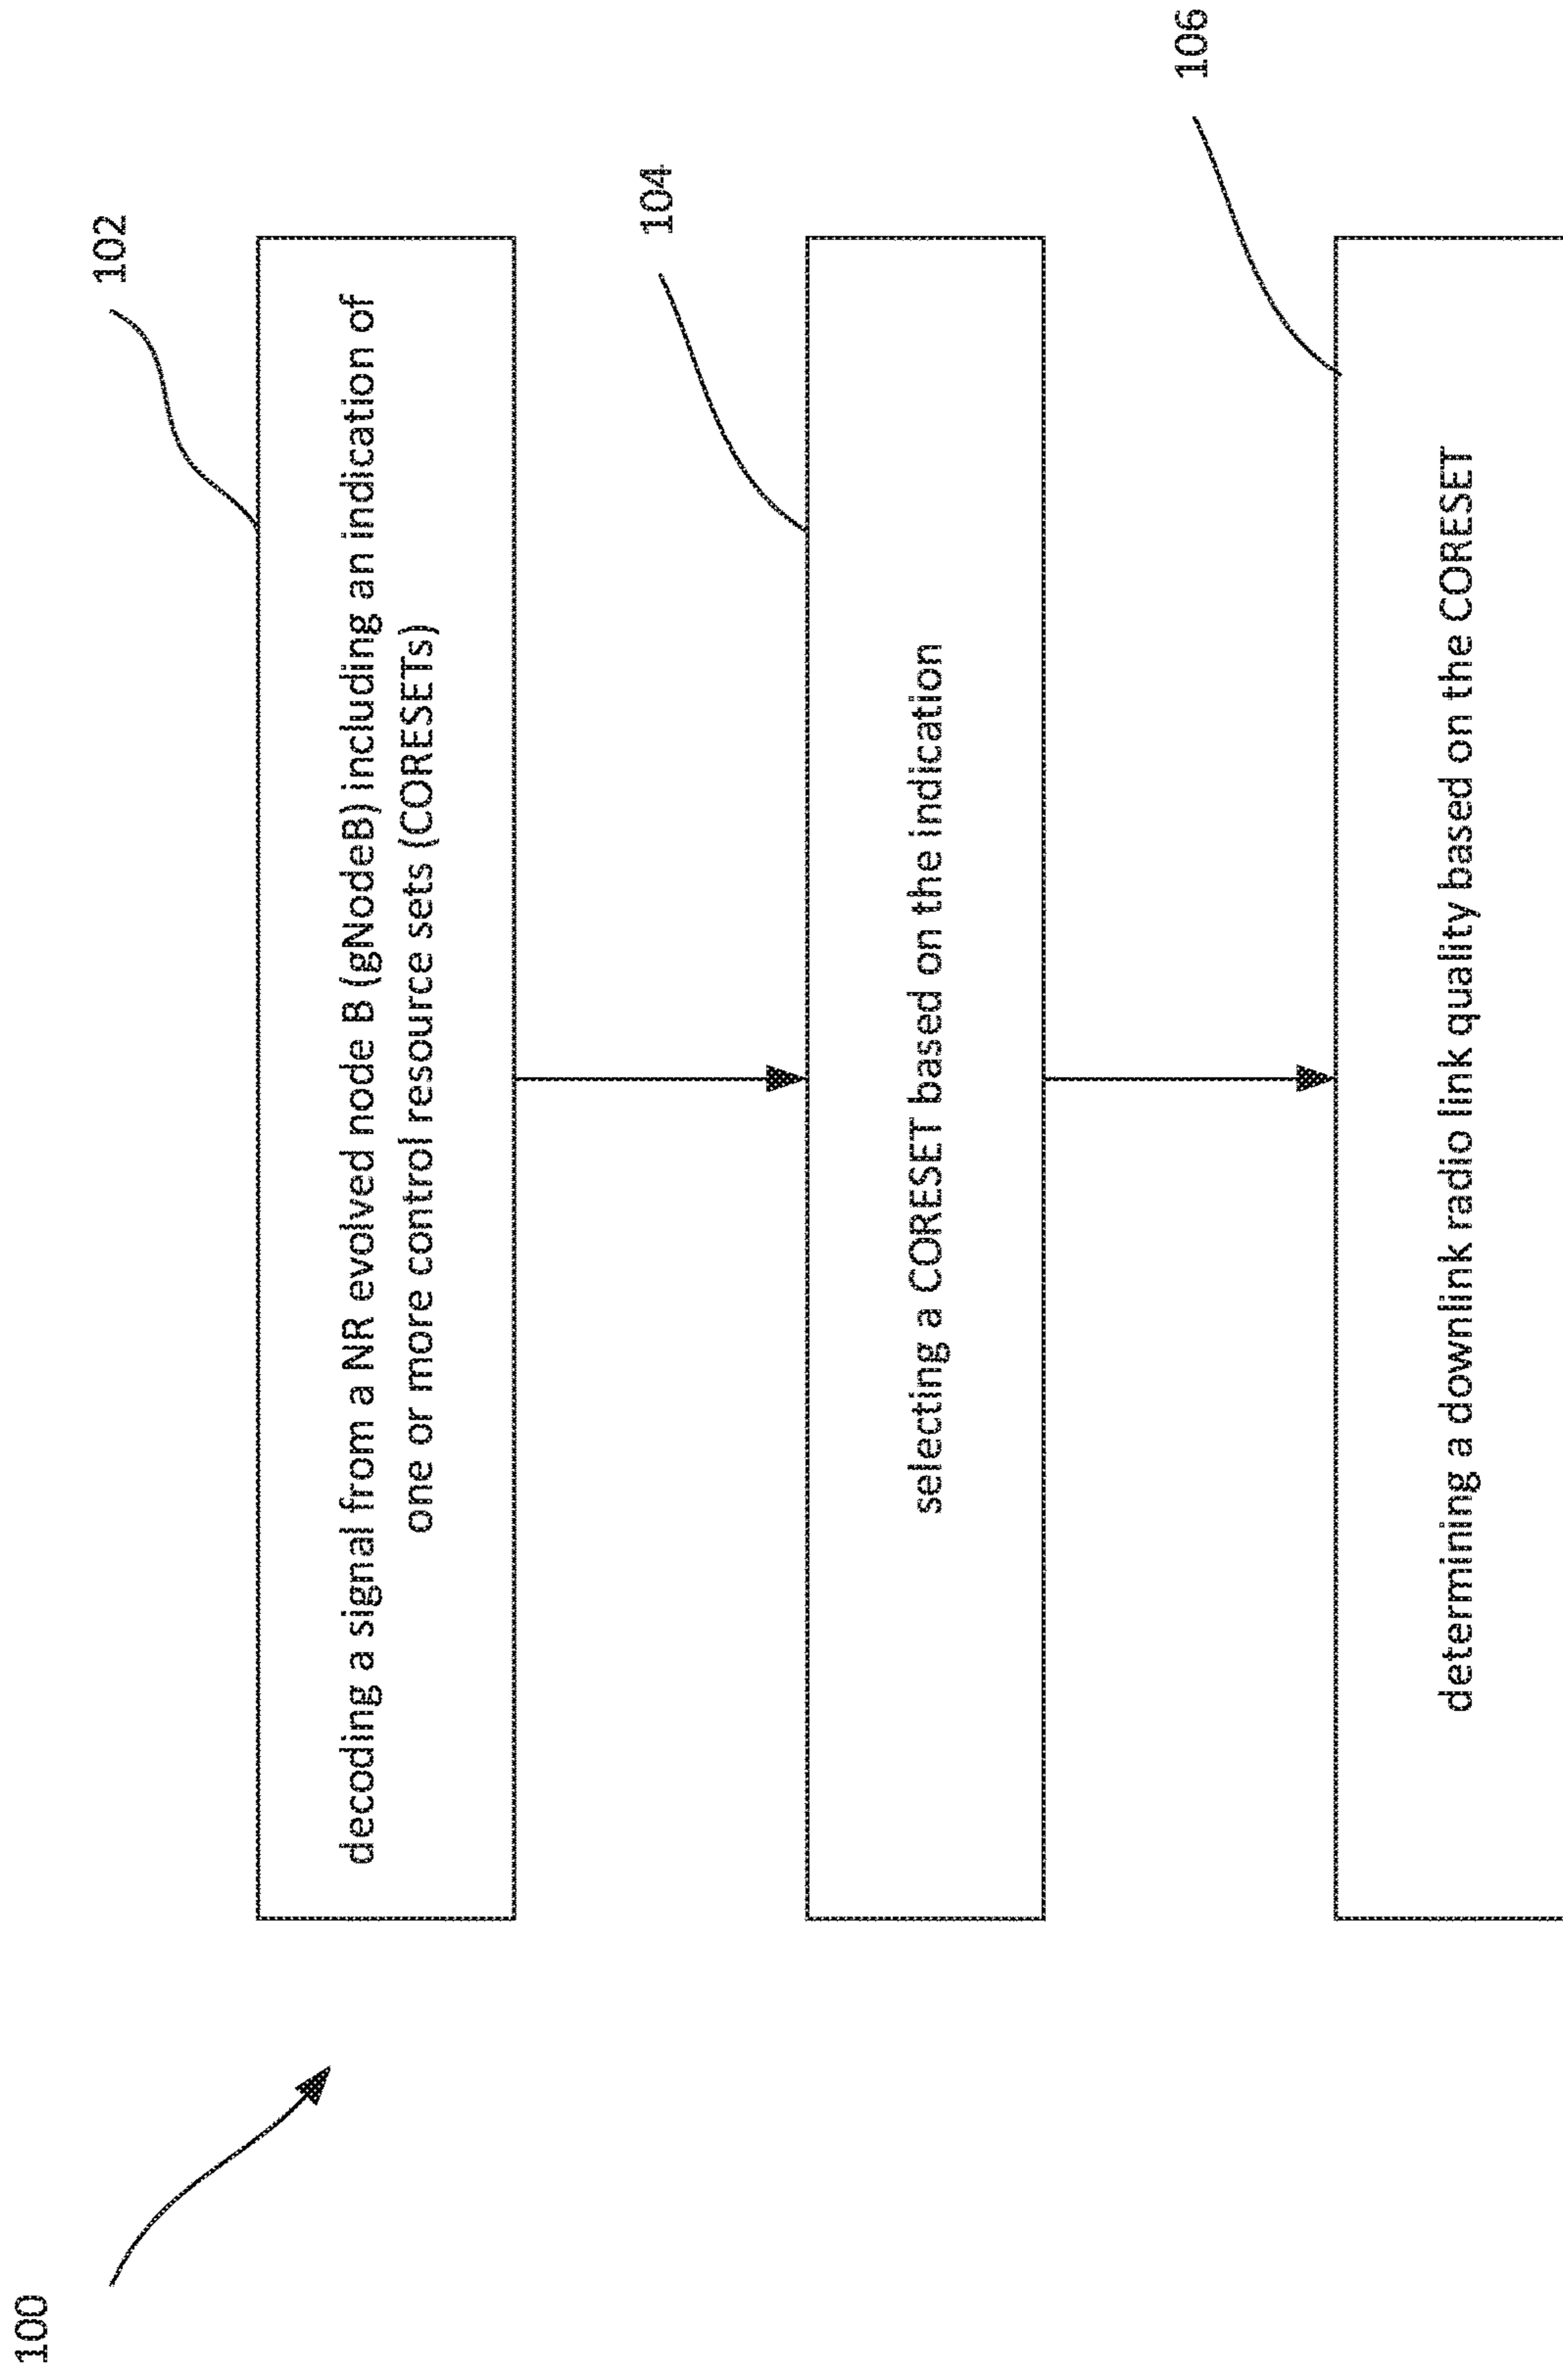 100
102
decoding a signal from a NR evolved node B (gNodeB) including an indication of
one or more control resource sets (CORESETs)
104
selecting a CORESET based on the indication
106
determining a downlink radio link quality based on the CORESET